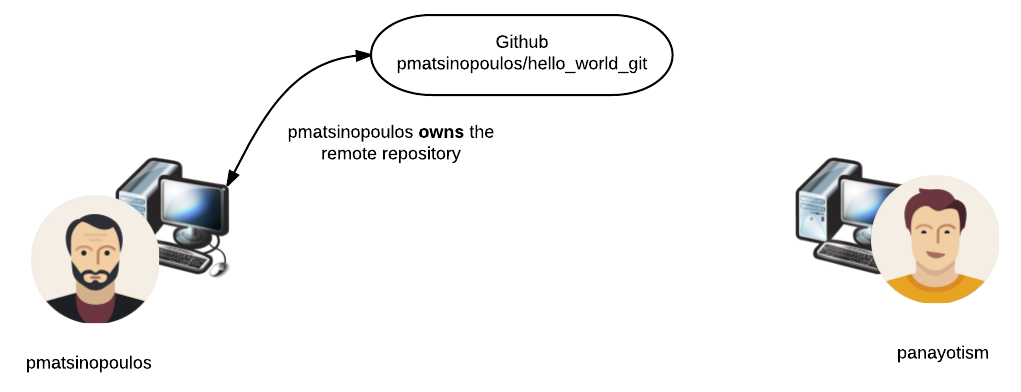 Github
pmatsinopoulos/hello_world_git
pmatsinopoulos owns the
remote repository
pmatsinopoulos
panayotism